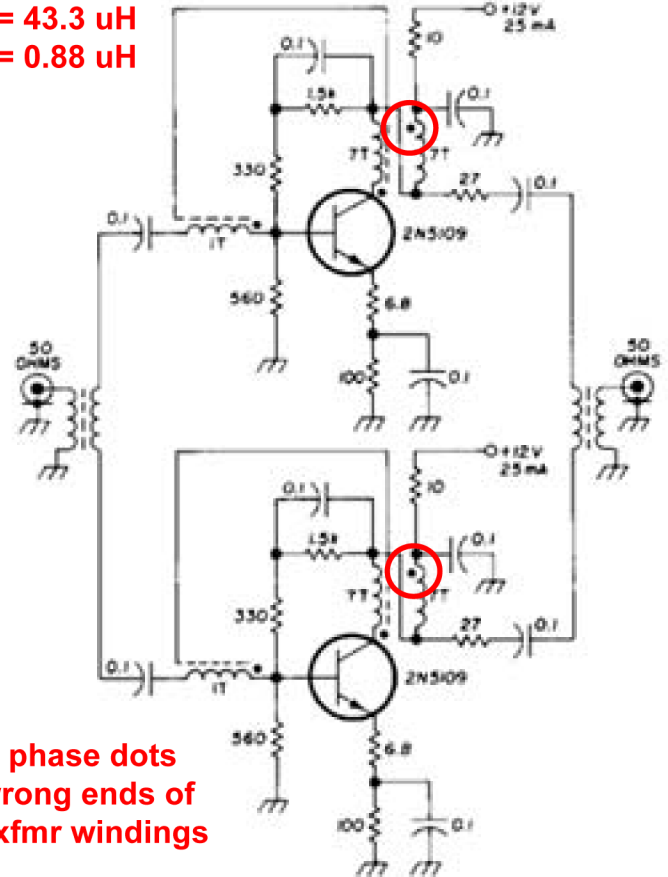 = 43.3 uH
= 0.88 uH
+12V
25 mA
10
0.1
0.1
1.5k
7T
7T
330
27
0.1
0.1
1T
2N5109
560
6.8
50
OHMS
50
OHMS
100
0.1
+12V
25 mA
10
0.1
0.1
1.5k
7T
7T
330
27
0.1
0.1
1T
2N5109
560
6.8
phase dots
wrong ends of
xfmr windings
100
0.1